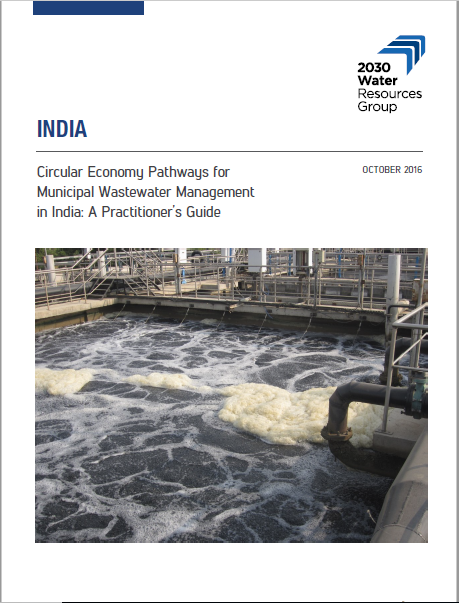 2030
Water
Resources
Group
INDIA
Circular Economy Pathways for
Municipal Wastewater Management
in India: A Practitioner's Guide
OCTOBER 2016